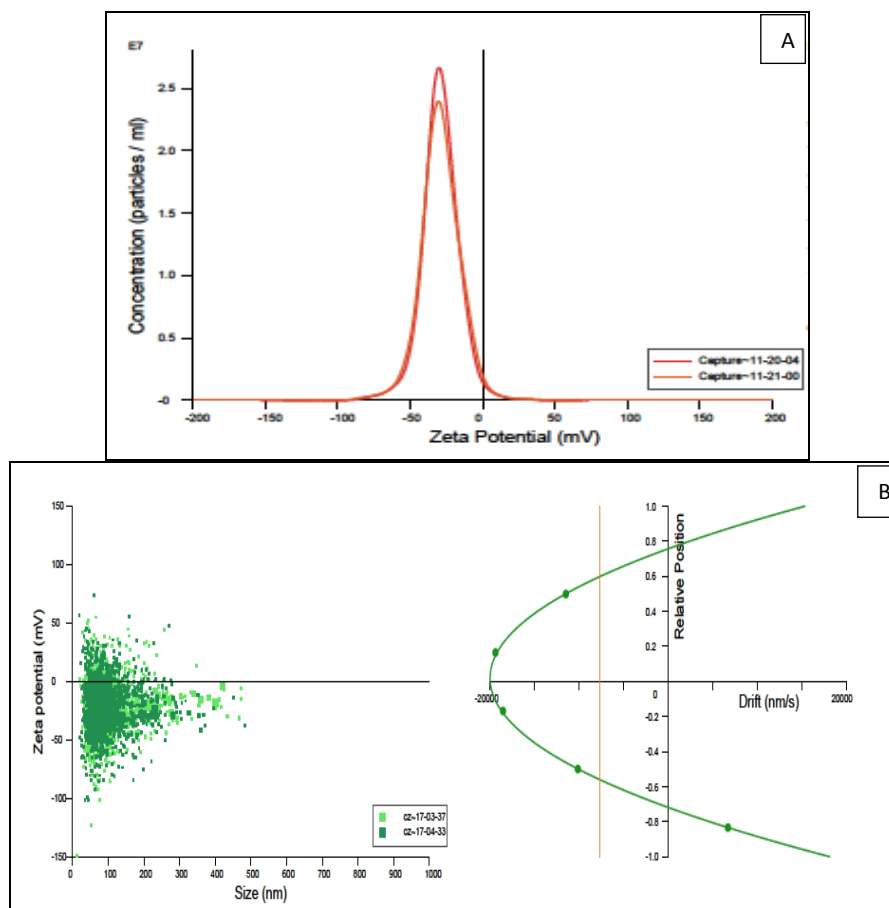 A
E7
Concentration (particles / ml)
2.5
2.0
1.5
1.0
0.5
-0
-200 -150 -100 -50 0 50 100 150 200
Zeta Potential (mV)
Capture~11-20-04
Capture~11-21-00
B
Zeta potential (mV)
150
100
50
0
-50
-100
-150
0 100 200 300 400 500 600 700 800 900 1000
Size (nm)
cz~17-03-37
cz~17-04-33
Relative Position
1.0
0.8
0.6
0.4
0.2
0
-0.2
-0.4
-0.6
-0.8
-1.0
-20000 20000
Drift (nm/s)